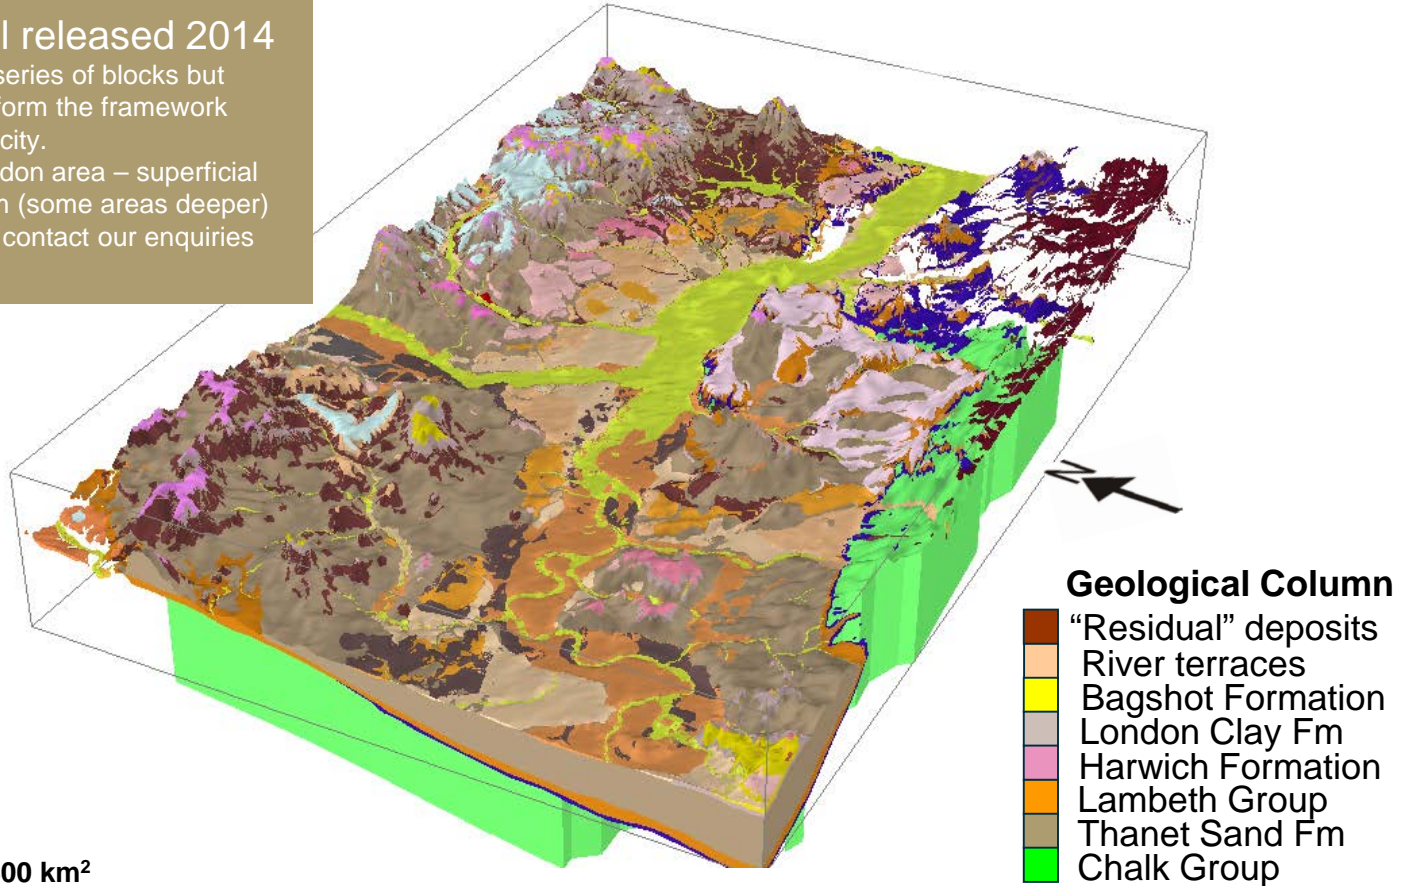 l released 2014
series of blocks but
form the framework
city.
don area – superficial
n (some areas deeper)
contact our enquiries
N
Geological Column
“Residual” deposits
River terraces
Bagshot Formation
London Clay Fm
Harwich Formation
Lambeth Group
Thanet Sand Fm
Chalk Group
00 km²